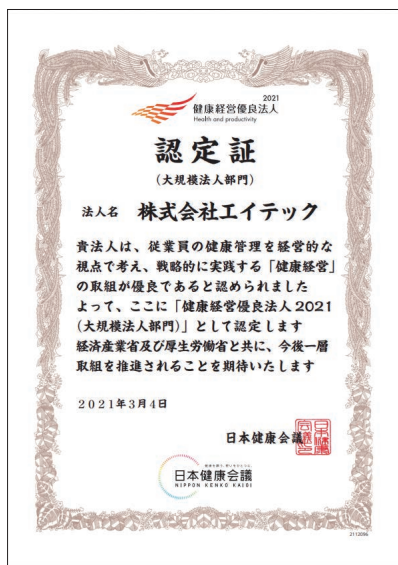 2021
健康経営優良法人
Health and productivity
認定証
(大規模法人部門)
法人名 株式会社エイテック
貴法人は、従業員の健康管理を経営的な
視点で考え、戦略的に実践する「健康経営」
の取組が優良であると認められました
よって、ここに「健康経営優良法人2021
(大規模法人部門)」として認定します
経済産業省及び厚生労働省と共に、今後一層
取組を推進されることを期待いたします
2021年3月4日
日本健康会議
日本健康会議
NIPPON KENKO KAIGI
2112096